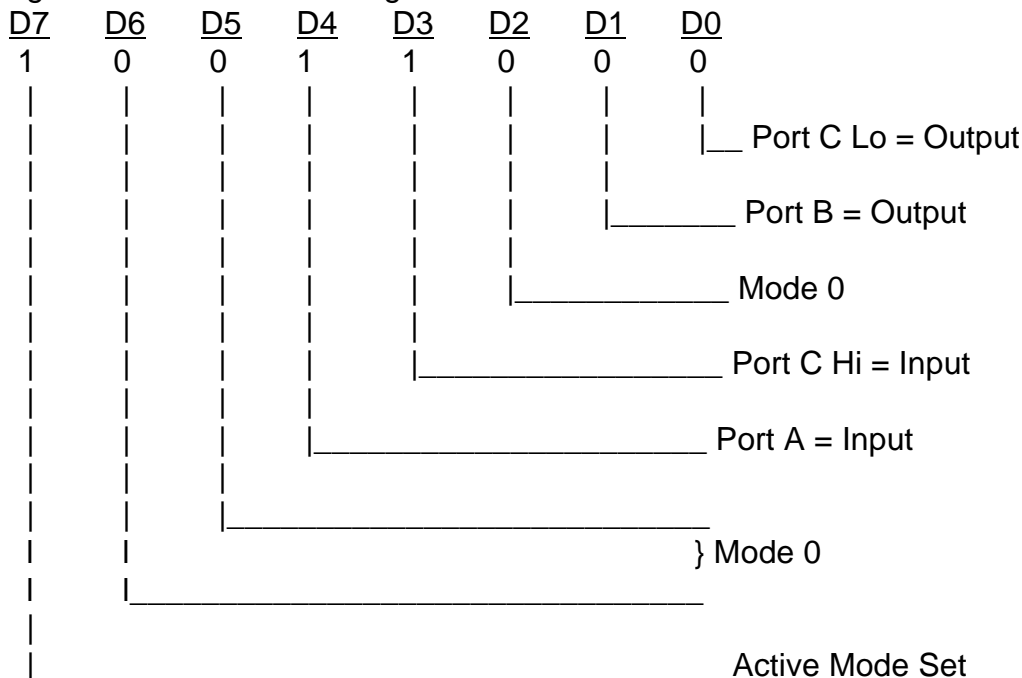 D7 D6 D5 D4 D3 D2 D1 D0
1 0 0 1 1 0 0 0
Port C Lo = Output
Port B = Output
Mode 0
Port C Hi = Input
Port A = Input
} Mode 0
Active Mode Set